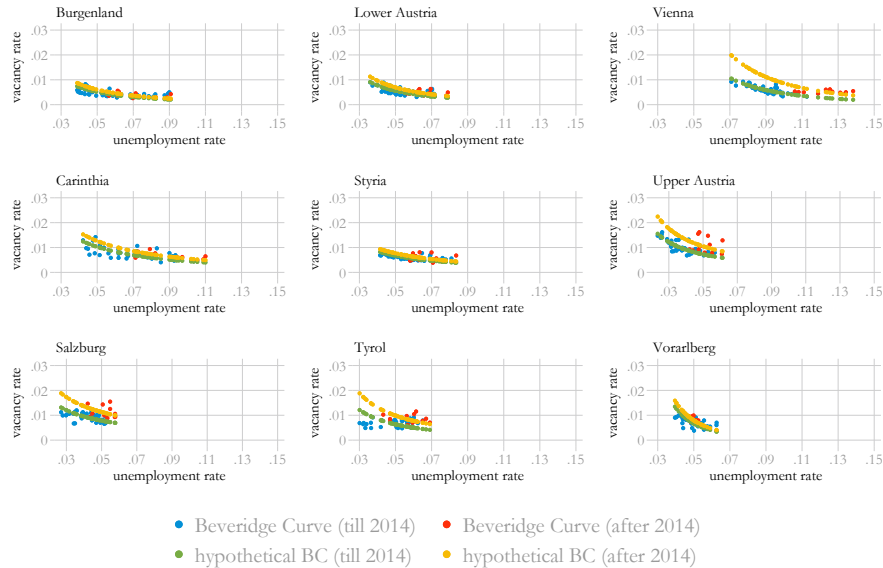 Burgenland
Lower Austria
Vienna
vacancy rate
.03
.02
.01
0
.03 .05 .07 .09 .11 .13 .15
unemployment rate
vacancy rate
.03
.02
.01
0
.03 .05 .07 .09 .11 .13 .15
unemployment rate
vacancy rate
.03
.02
.01
0
.03 .05 .07 .09 .11 .13 .15
unemployment rate
Carinthia
Styria
Upper Austria
vacancy rate
.03
.02
.01
0
.03 .05 .07 .09 .11 .13 .15
unemployment rate
vacancy rate
.03
.02
.01
0
.03 .05 .07 .09 .11 .13 .15
unemployment rate
vacancy rate
.03
.02
.01
0
.03 .05 .07 .09 .11 .13 .15
unemployment rate
Salzburg
Tyrol
Vorarlberg
vacancy rate
.03
.02
.01
0
.03 .05 .07 .09 .11 .13 .15
unemployment rate
vacancy rate
.03
.02
.01
0
.03 .05 .07 .09 .11 .13 .15
unemployment rate
vacancy rate
.03
.02
.01
0
.03 .05 .07 .09 .11 .13 .15
unemployment rate
Beveridge Curve (till 2014) Beveridge Curve (after 2014)
hypothetical BC (till 2014) hypothetical BC (after 2014)